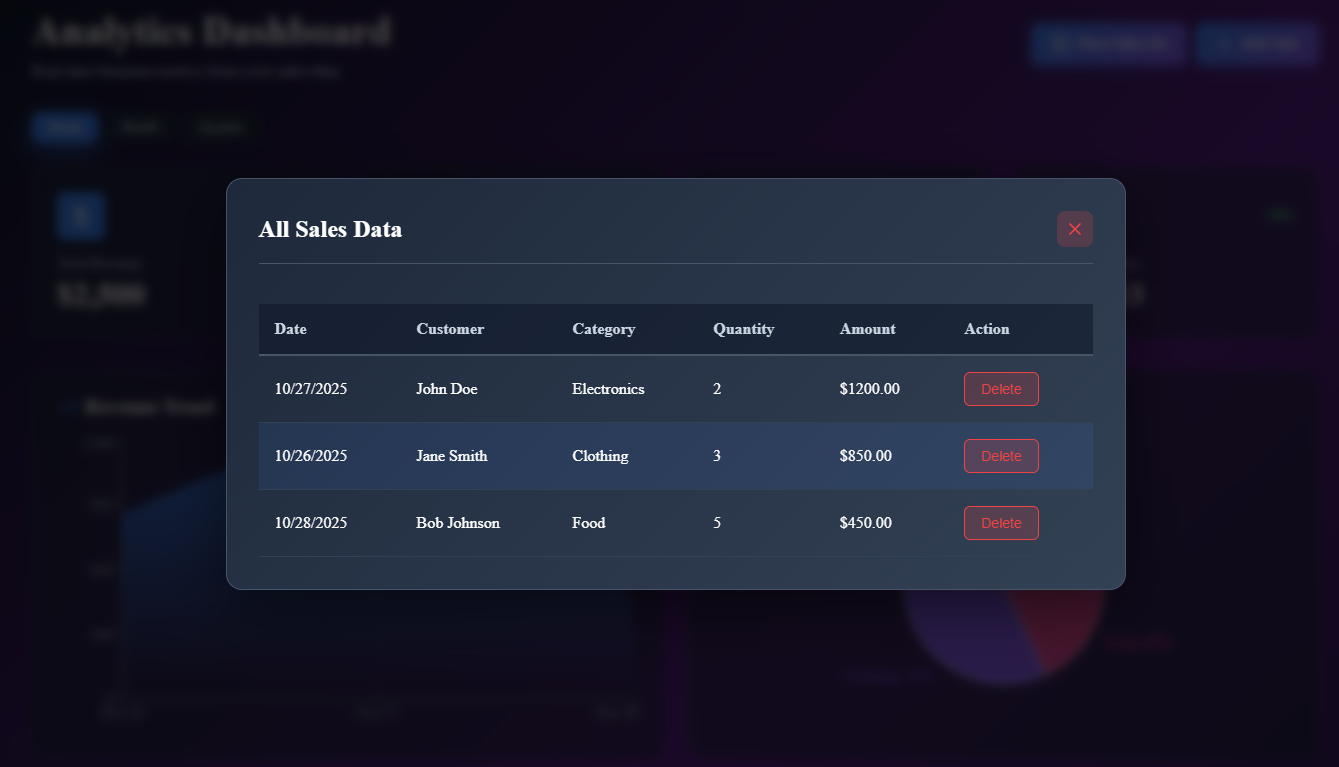 Analytics Dashboard
$2,500
Revenue Trend
All Sales Data
Date Customer Category Quantity Amount Action
10/27/2025 John Doe Electronics 2 $1200.00 Delete
10/26/2025 Jane Smith Clothing 3 $850.00 Delete
10/28/2025 Bob Johnson Food 5 $450.00 Delete